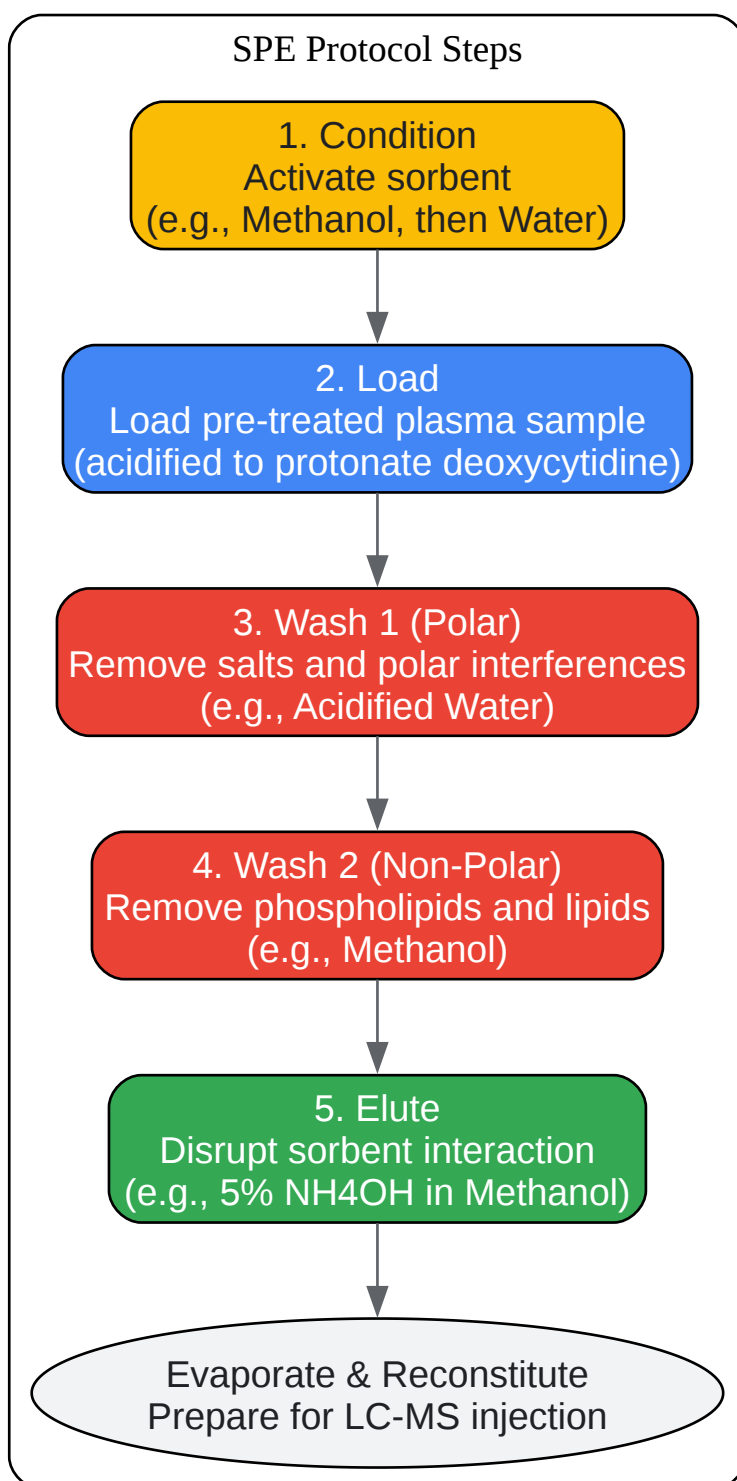 SPE Protocol Steps
1. Condition
Activate sorbent
(e.g., Methanol, then Water)
2. Load
Load pre-treated plasma sample
(acidified to protonate deoxycytidine)
3. Wash 1 (Polar)
Remove salts and polar interferences
(e.g., Acidified Water)
4. Wash 2 (Non-Polar)
Remove phospholipids and lipids
(e.g., Methanol)
5. Elute
Disrupt sorbent interaction
(e.g., 5% NH4OH in Methanol)
Evaporate & Reconstitute
Prepare for LC-MS injection